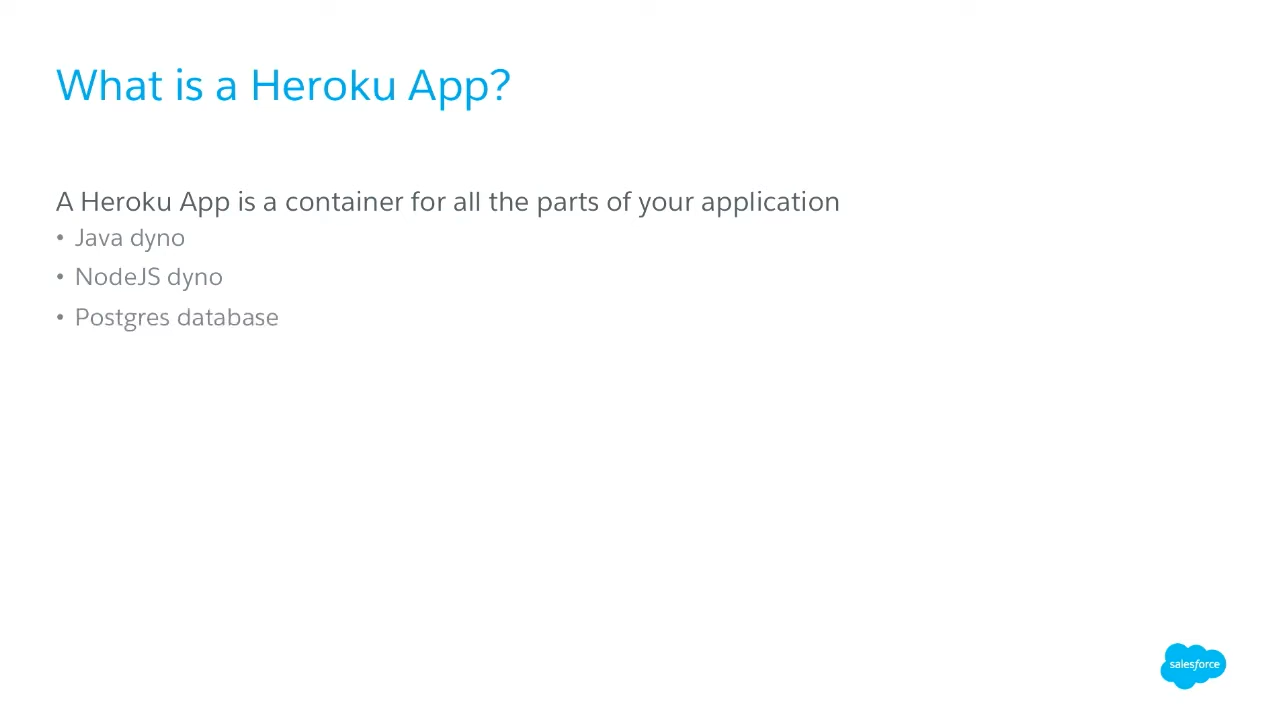 What is a Heroku App?
A Heroku App is a container for all the parts of your application
• Java dyno
• NodeJS dyno
• Postgres database
salesforce